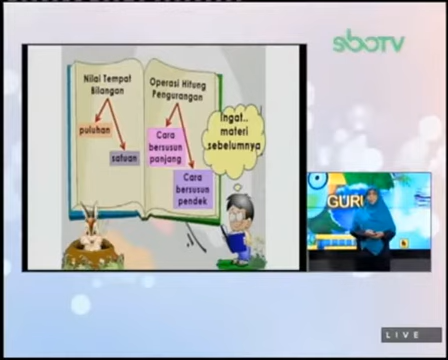 SBOTV
Nilai Tempat
Bilangan
puluhan
satuan
Operasi Hitung
Pengurangan
Cara
bersusun
panjang
Cara
bersusun
pendek
Ingat..
materi
sebelumnya
GURU
LIVE